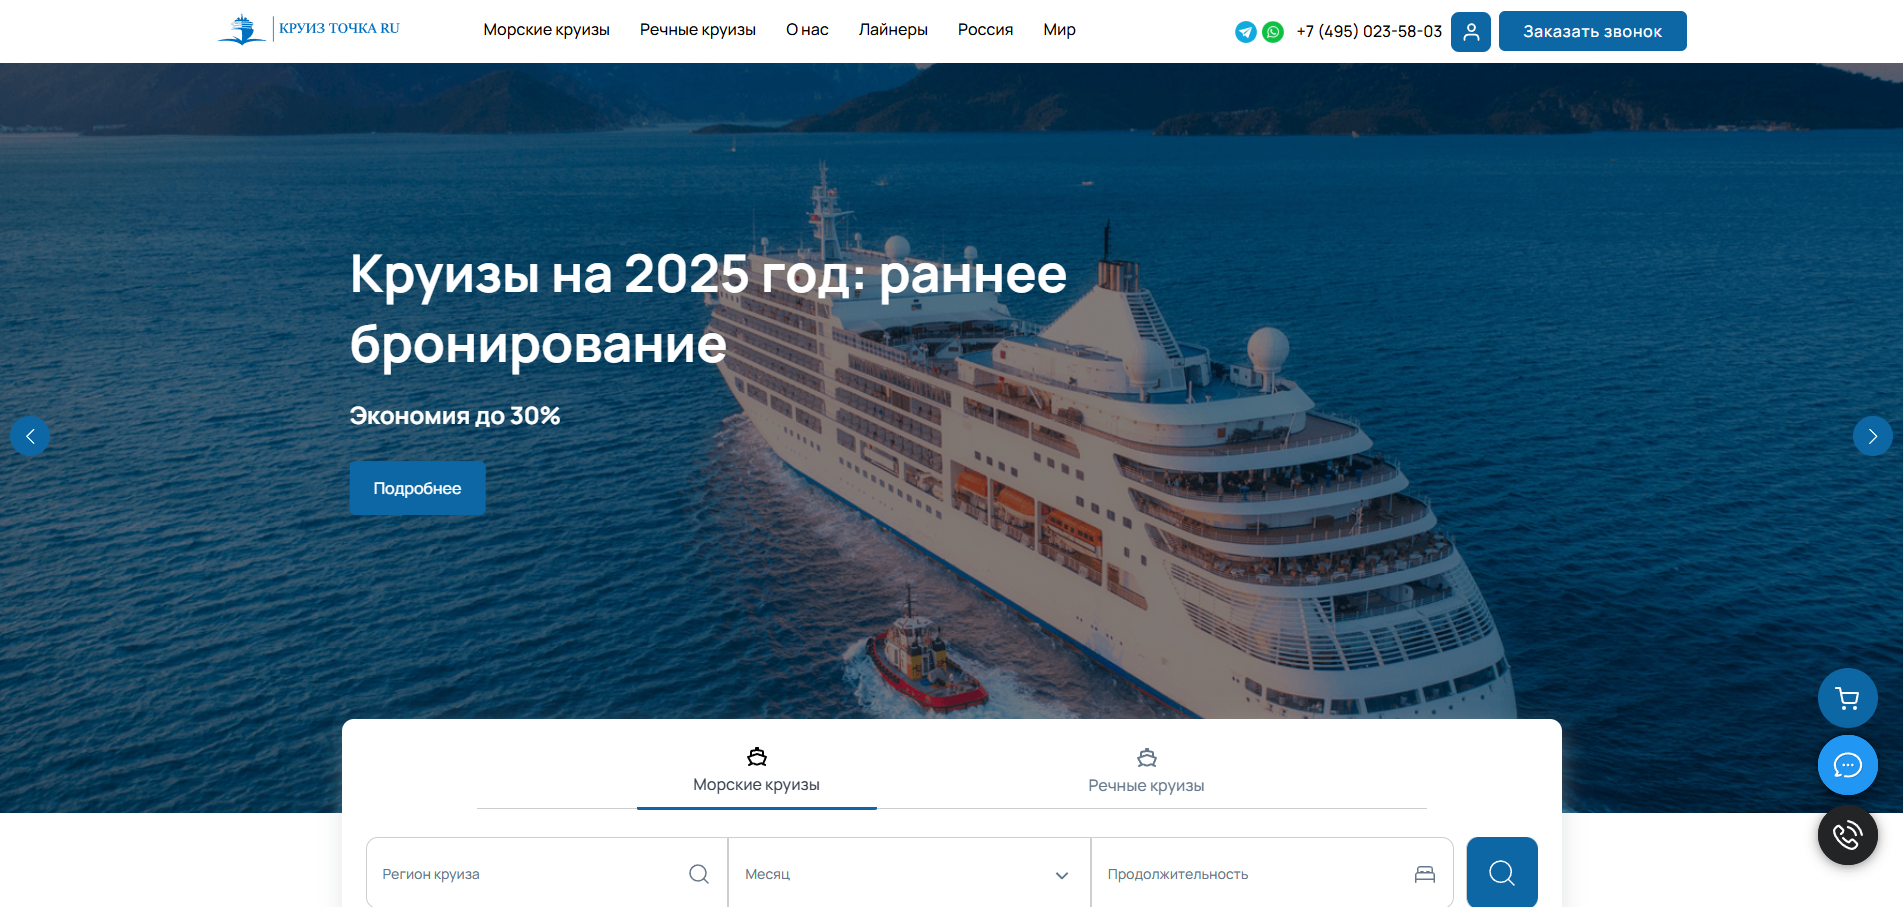 КРУИЗ ТОЧКА RU
Морские круизы
Речные круизы
О нас
Лайнеры
Россия
Мир
+7 (495) 023-58-03
Заказать звонок
Круизы на 2025 год: раннее
бронирование
Экономия до 30%
Подробнее
Морские круизы
Речные круизы
Регион круиза
Месяц
Продолжительность